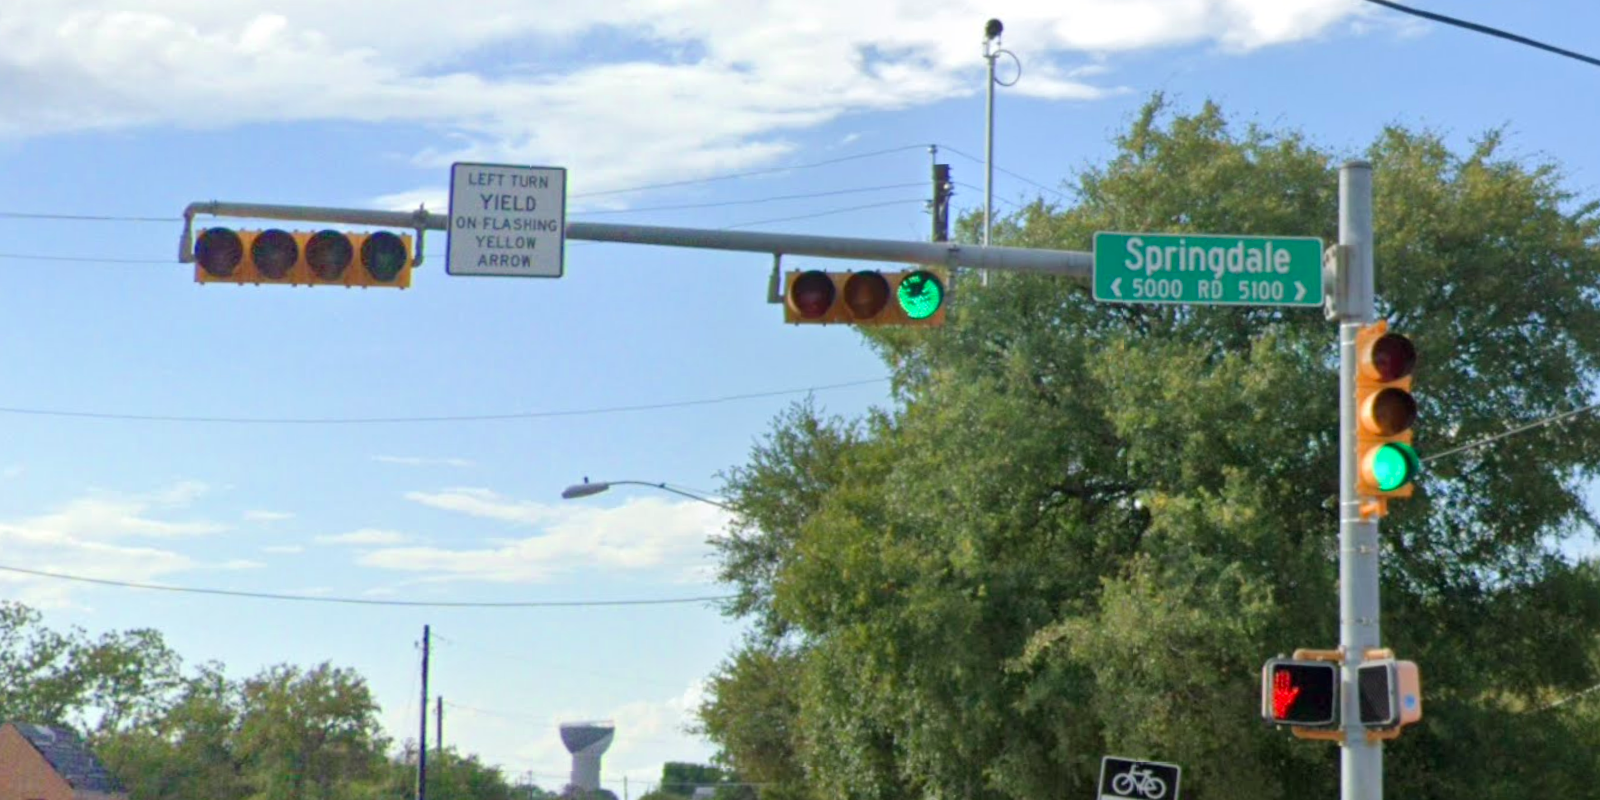 LEFT TURN
YIELD
ON FLASHING
YELLOW
ARROW
Springdale
< 5000 RD 5100 >